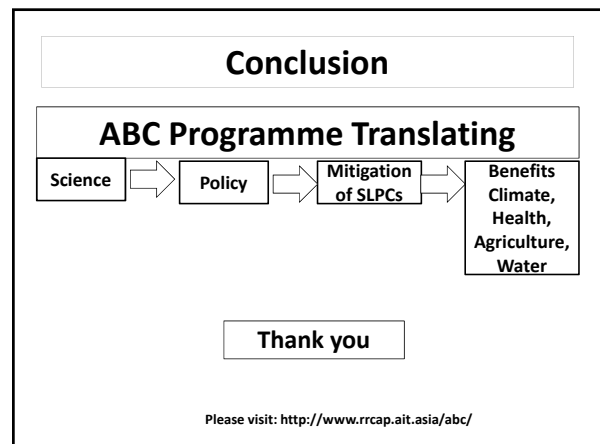 Conclusion
ABC Programme Translating
Science
Policy
Mitigation
of SLPCs
Benefits
Climate,
Health,
Agriculture,
Water
Thank you
Please visit: http://www.rrcap.ait.asia/abc/